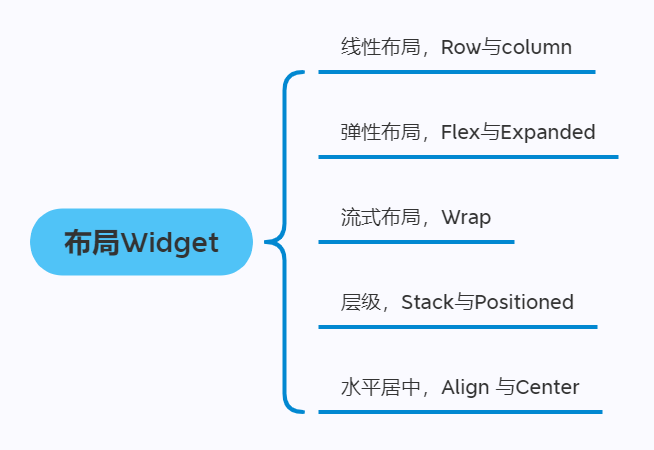 线性布局，Row与column
弹性布局，Flex与Expanded
流式布局，Wrap
布局Widget
层级，Stack与Positioned
水平居中，Align 与Center